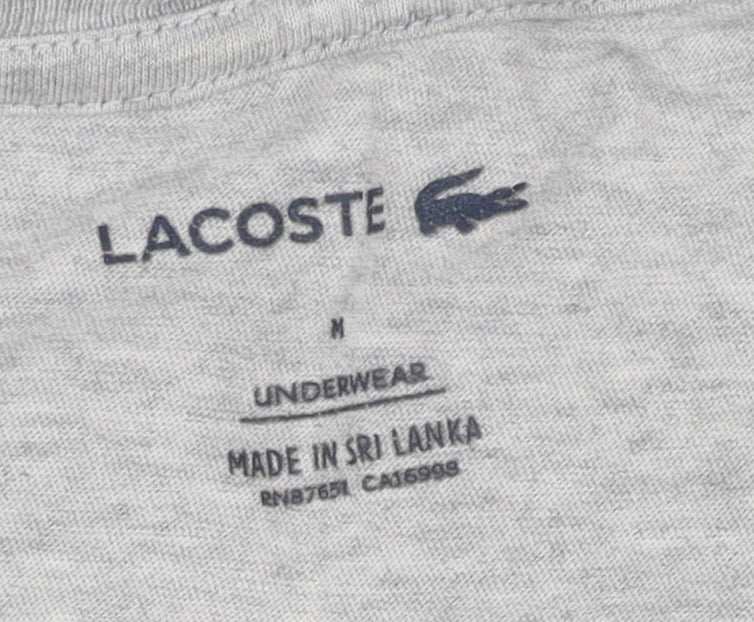 LACOSTE
M
UNDERWEAR
MADE IN SRI LANKA
RN87651 CA16998